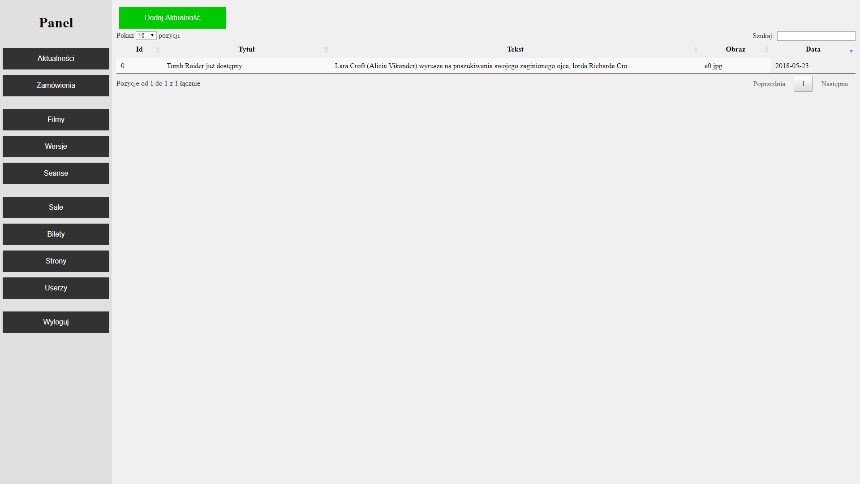 Panel
Aktualności
Zamówienia
Filmy
Wersje
Seanse
Sale
Bilety
Strony
Userzy
Wyloguj
Dodaj Aktualność
Pokaż 10 pozycji
Szukaj:
Id Tytuł Tekst Obraz Data
0 Tomb Raider już dostępny Lara Croft (Alicia Vikander) wyrusza na poszukiwania swojego zaginionego ojca, lorda Richarda Cro... a0.jpg 2018-05-23
Pozycje od 1 do 1 z 1 łącznie
Poprzednia 1 Następna